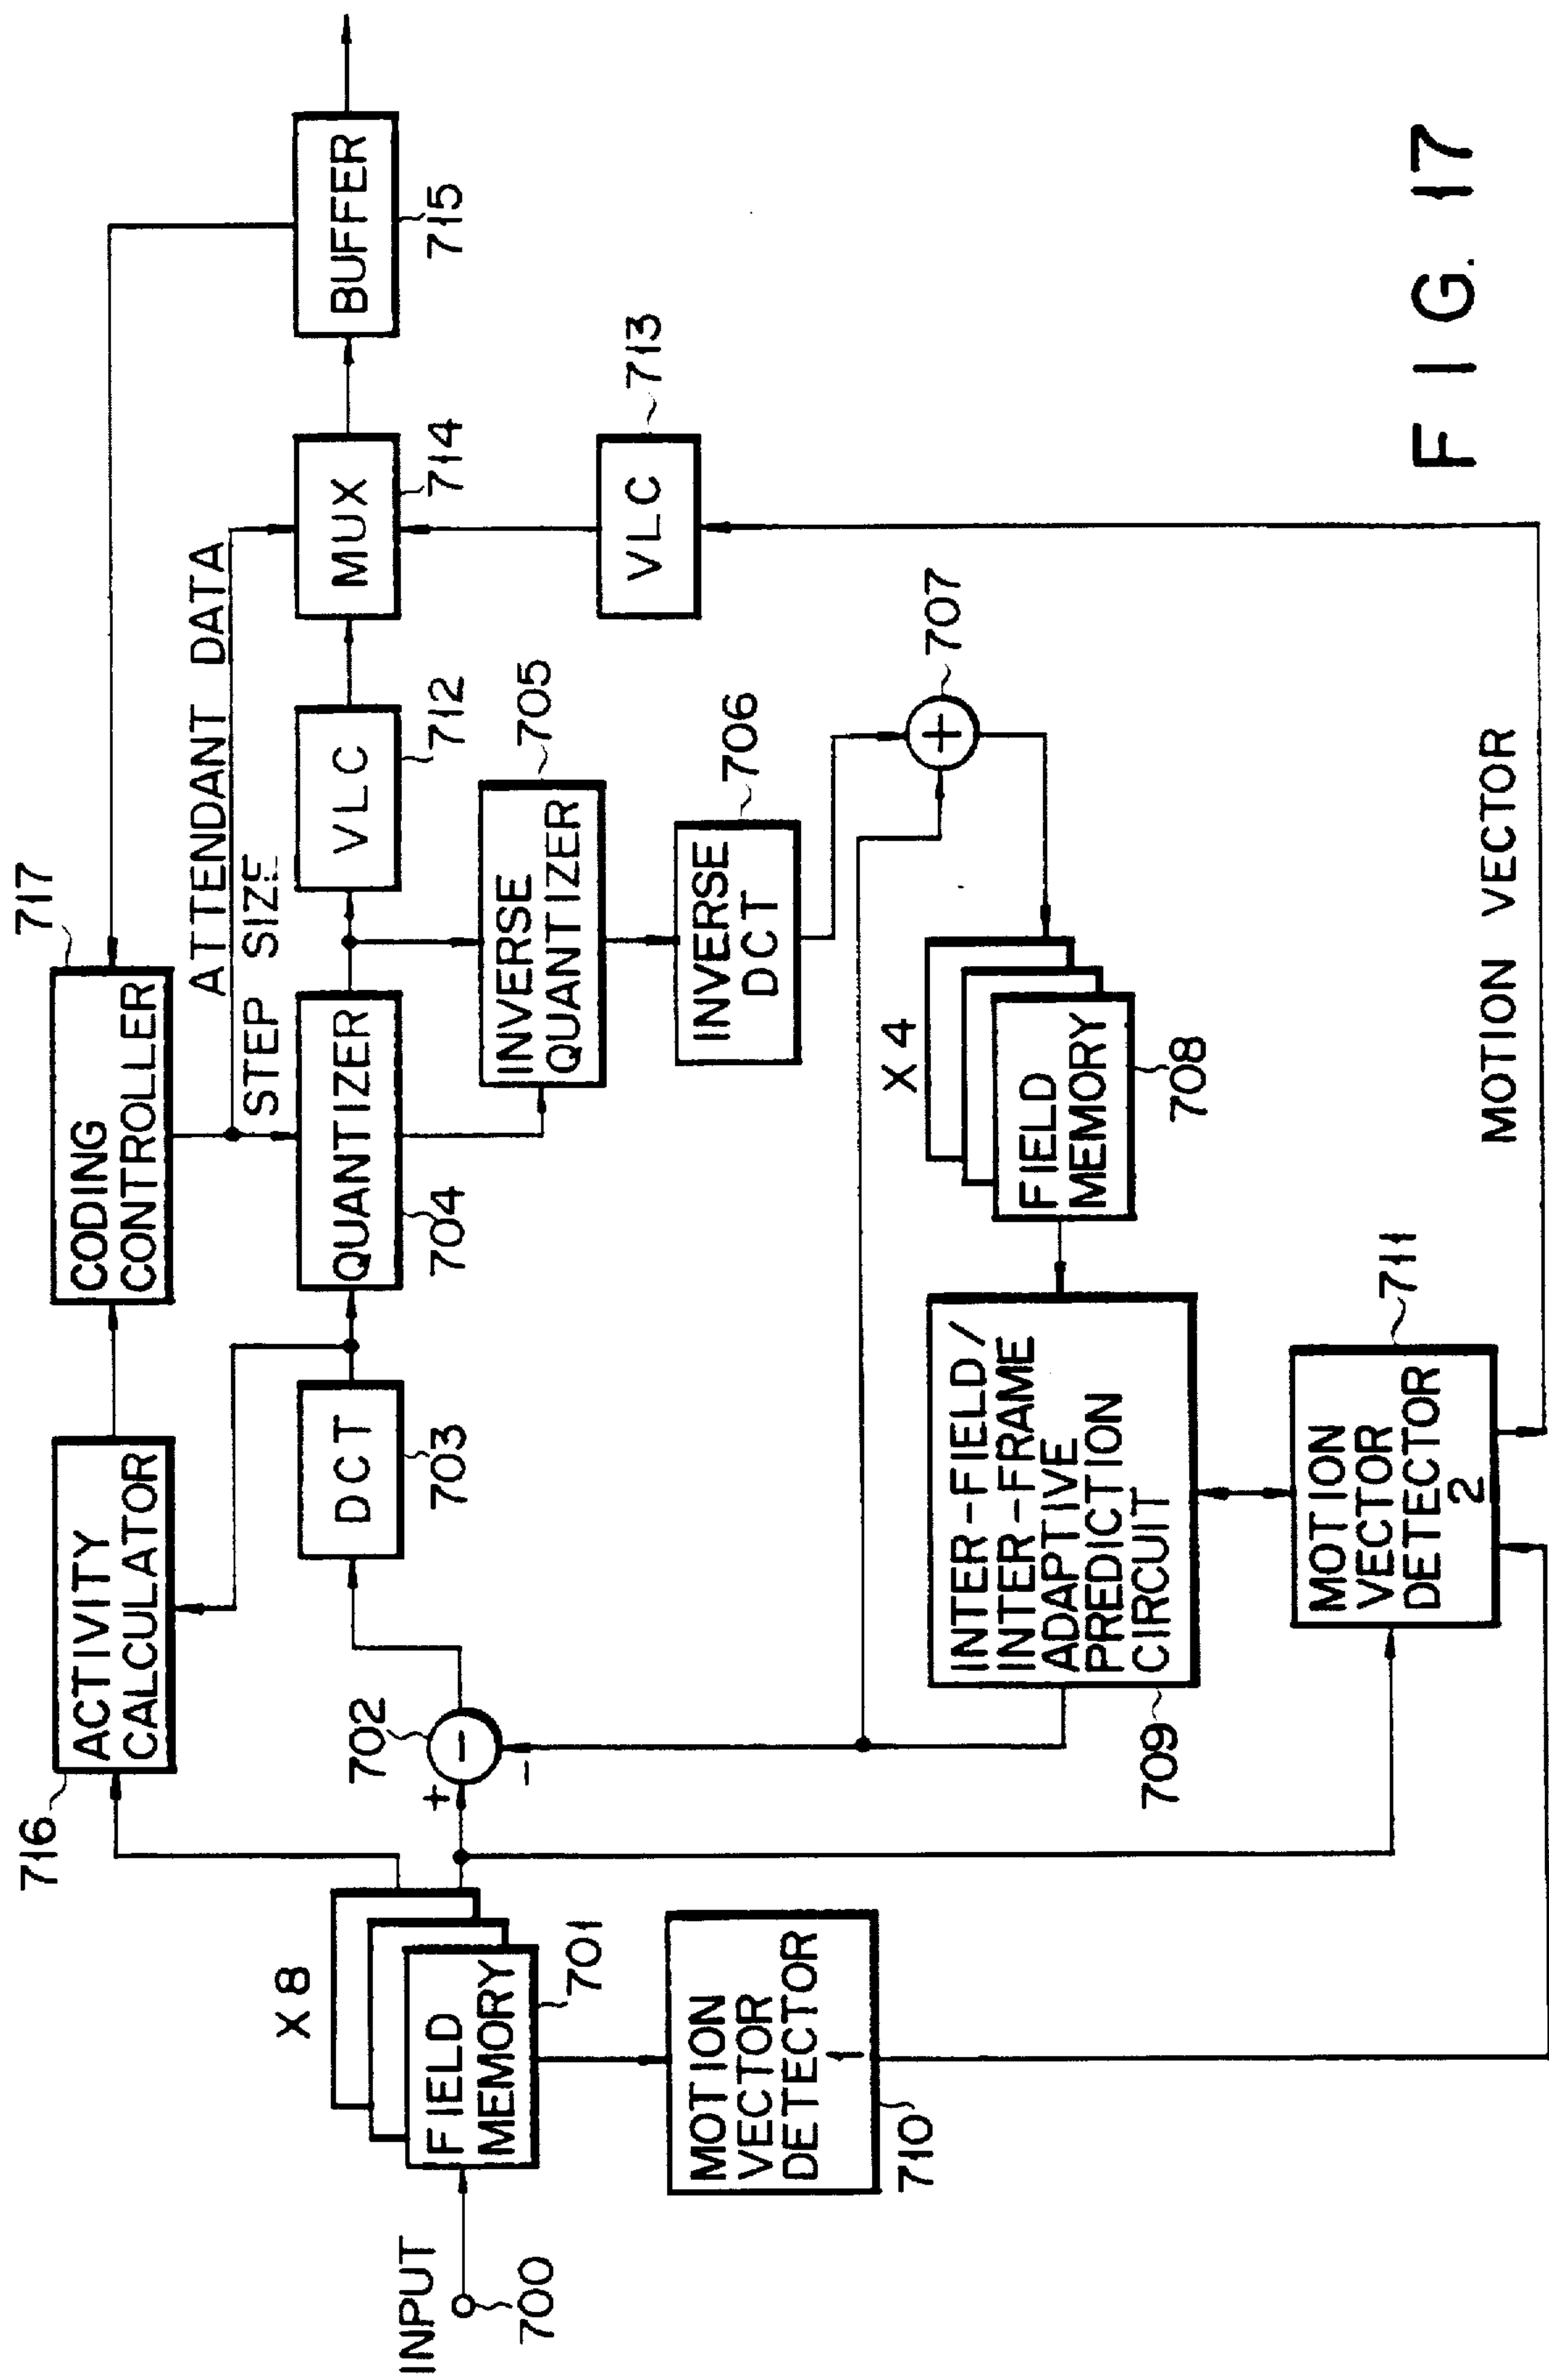 716
ACTIVITY
CALCULATOR
717
CODING
CONTROLLER
ATTENDANT DATA
STEP SIZE
INPUT
700
X 8
FIELD
MEMORY
701
702
+
−
−
DCT
703
QUANTIZER
704
VLC
712
MUX
714
BUFFER
715
INVERSE
QUANTIZER
705
INVERSE
DCT
706
VLC
713
+
707
MOTION
VECTOR
DETECTOR
1
710
X 4
FIELD
MEMORY
708
INTER-FIELD/
INTER-FRAME
ADAPTIVE
PREDICTION
CIRCUIT
709
MOTION
VECTOR
DETECTOR
2
711
MOTION VECTOR
FIG. 17